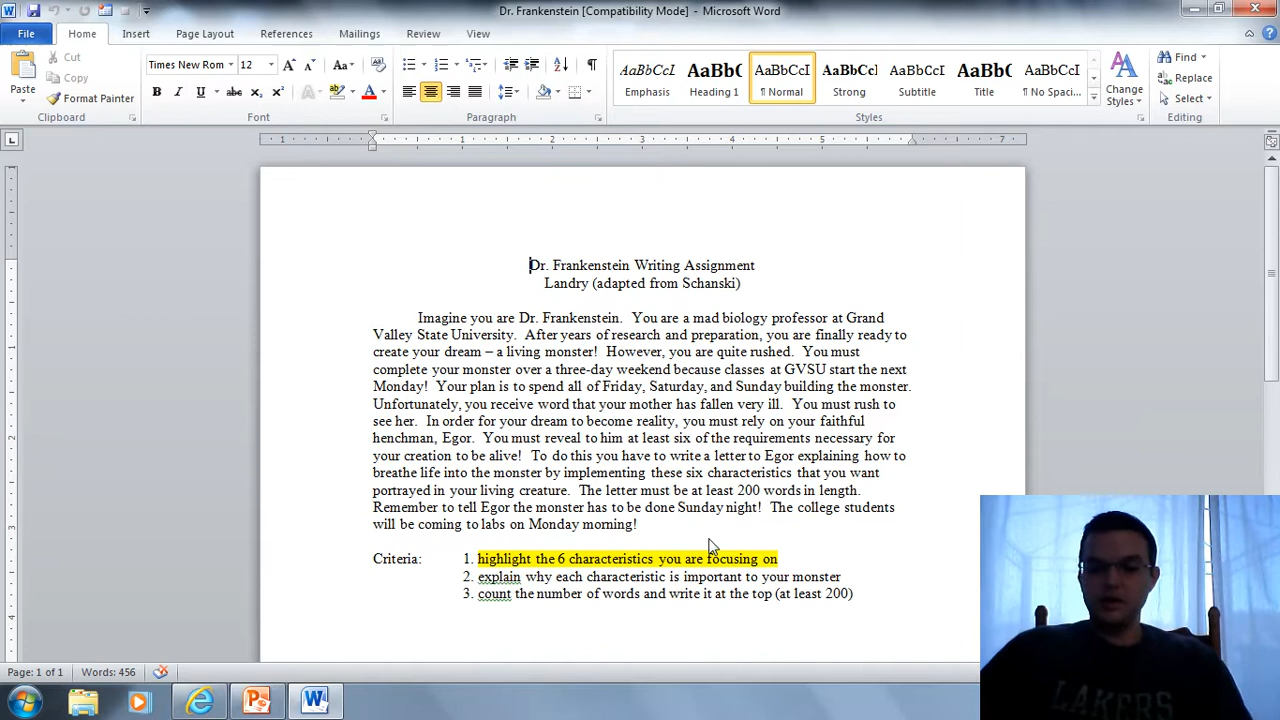 Dr. Frankenstein [Compatibility Mode] - Microsoft Word
File Home Insert Page Layout References Mailings Review View
Cut
Copy
Format Painter
Paste
Clipboard
Times New Rom 12
Font
Paragraph
AaBbCcI AaBb( AaBbCcI AaBbCc AaBbCcI AaBb( AaBbCcI
Emphasis Heading 1 ¶ Normal Strong Subtitle Title ¶ No Spaci...
Change Styles
Styles
Find
Replace
Select
Editing
1 1 2 3 4 5 7
Dr. Frankenstein Writing Assignment
Landry (adapted from Schanski)
Imagine you are Dr. Frankenstein. You are a mad biology professor at Grand
Valley State University. After years of research and preparation, you are finally ready to
create your dream – a living monster! However, you are quite rushed. You must
complete your monster over a three-day weekend because classes at GVSU start the next
Monday! Your plan is to spend all of Friday, Saturday, and Sunday building the monster.
Unfortunately, you receive word that your mother has fallen very ill. You must rush to
see her. In order for your dream to become reality, you must rely on your faithful
henchman, Egor. You must reveal to him at least six of the requirements necessary for
your creation to be alive! To do this you have to write a letter to Egor explaining how to
breathe life into the monster by implementing these six characteristics that you want
portrayed in your living creature. The letter must be at least 200 words in length.
Remember to tell Egor the monster has to be done Sunday night! The college students
will be coming to labs on Monday morning!
Criteria: 1. highlight the 6 characteristics you are focusing on
2. explain why each characteristic is important to your monster
3. count the number of words and write it at the top (at least 200)
Page: 1 of 1 Words: 456
LAKERS